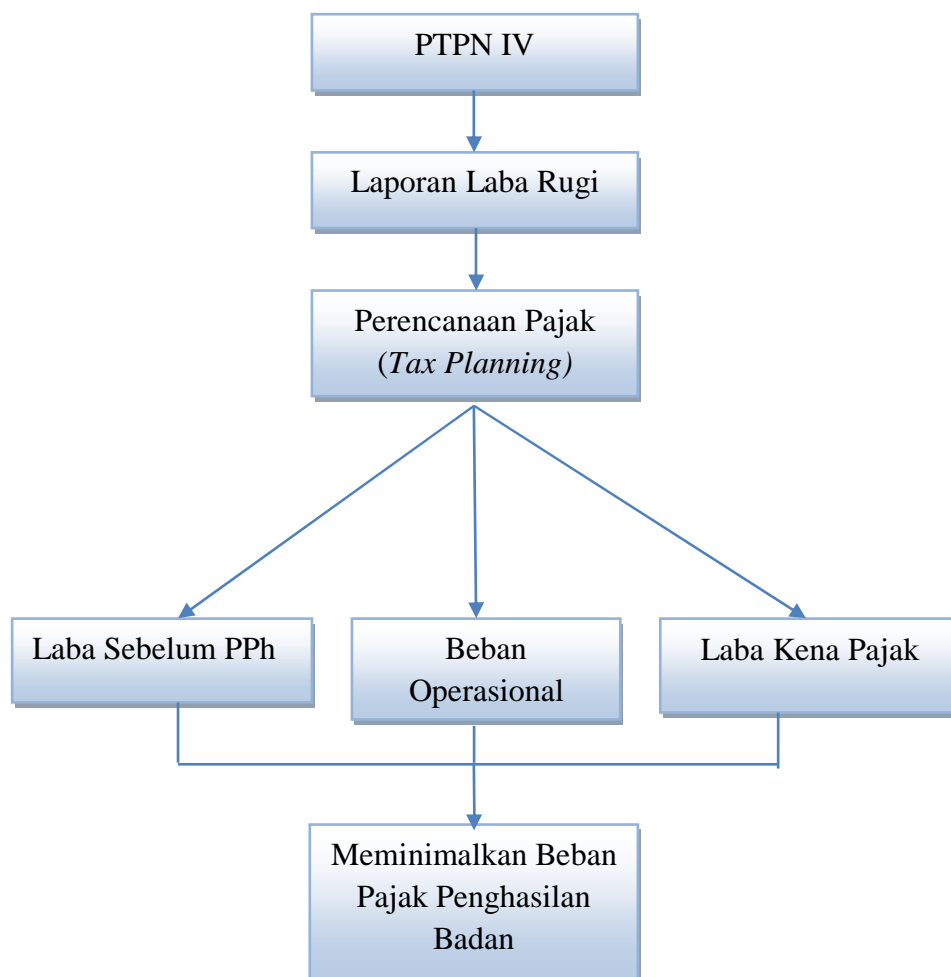 PTPN IV
Laporan Laba Rugi
Perencanaan Pajak
(Tax Planning)
Laba Sebelum PPh
Beban
Operasional
Laba Kena Pajak
Meminimalkan Beban
Pajak Penghasilan
Badan